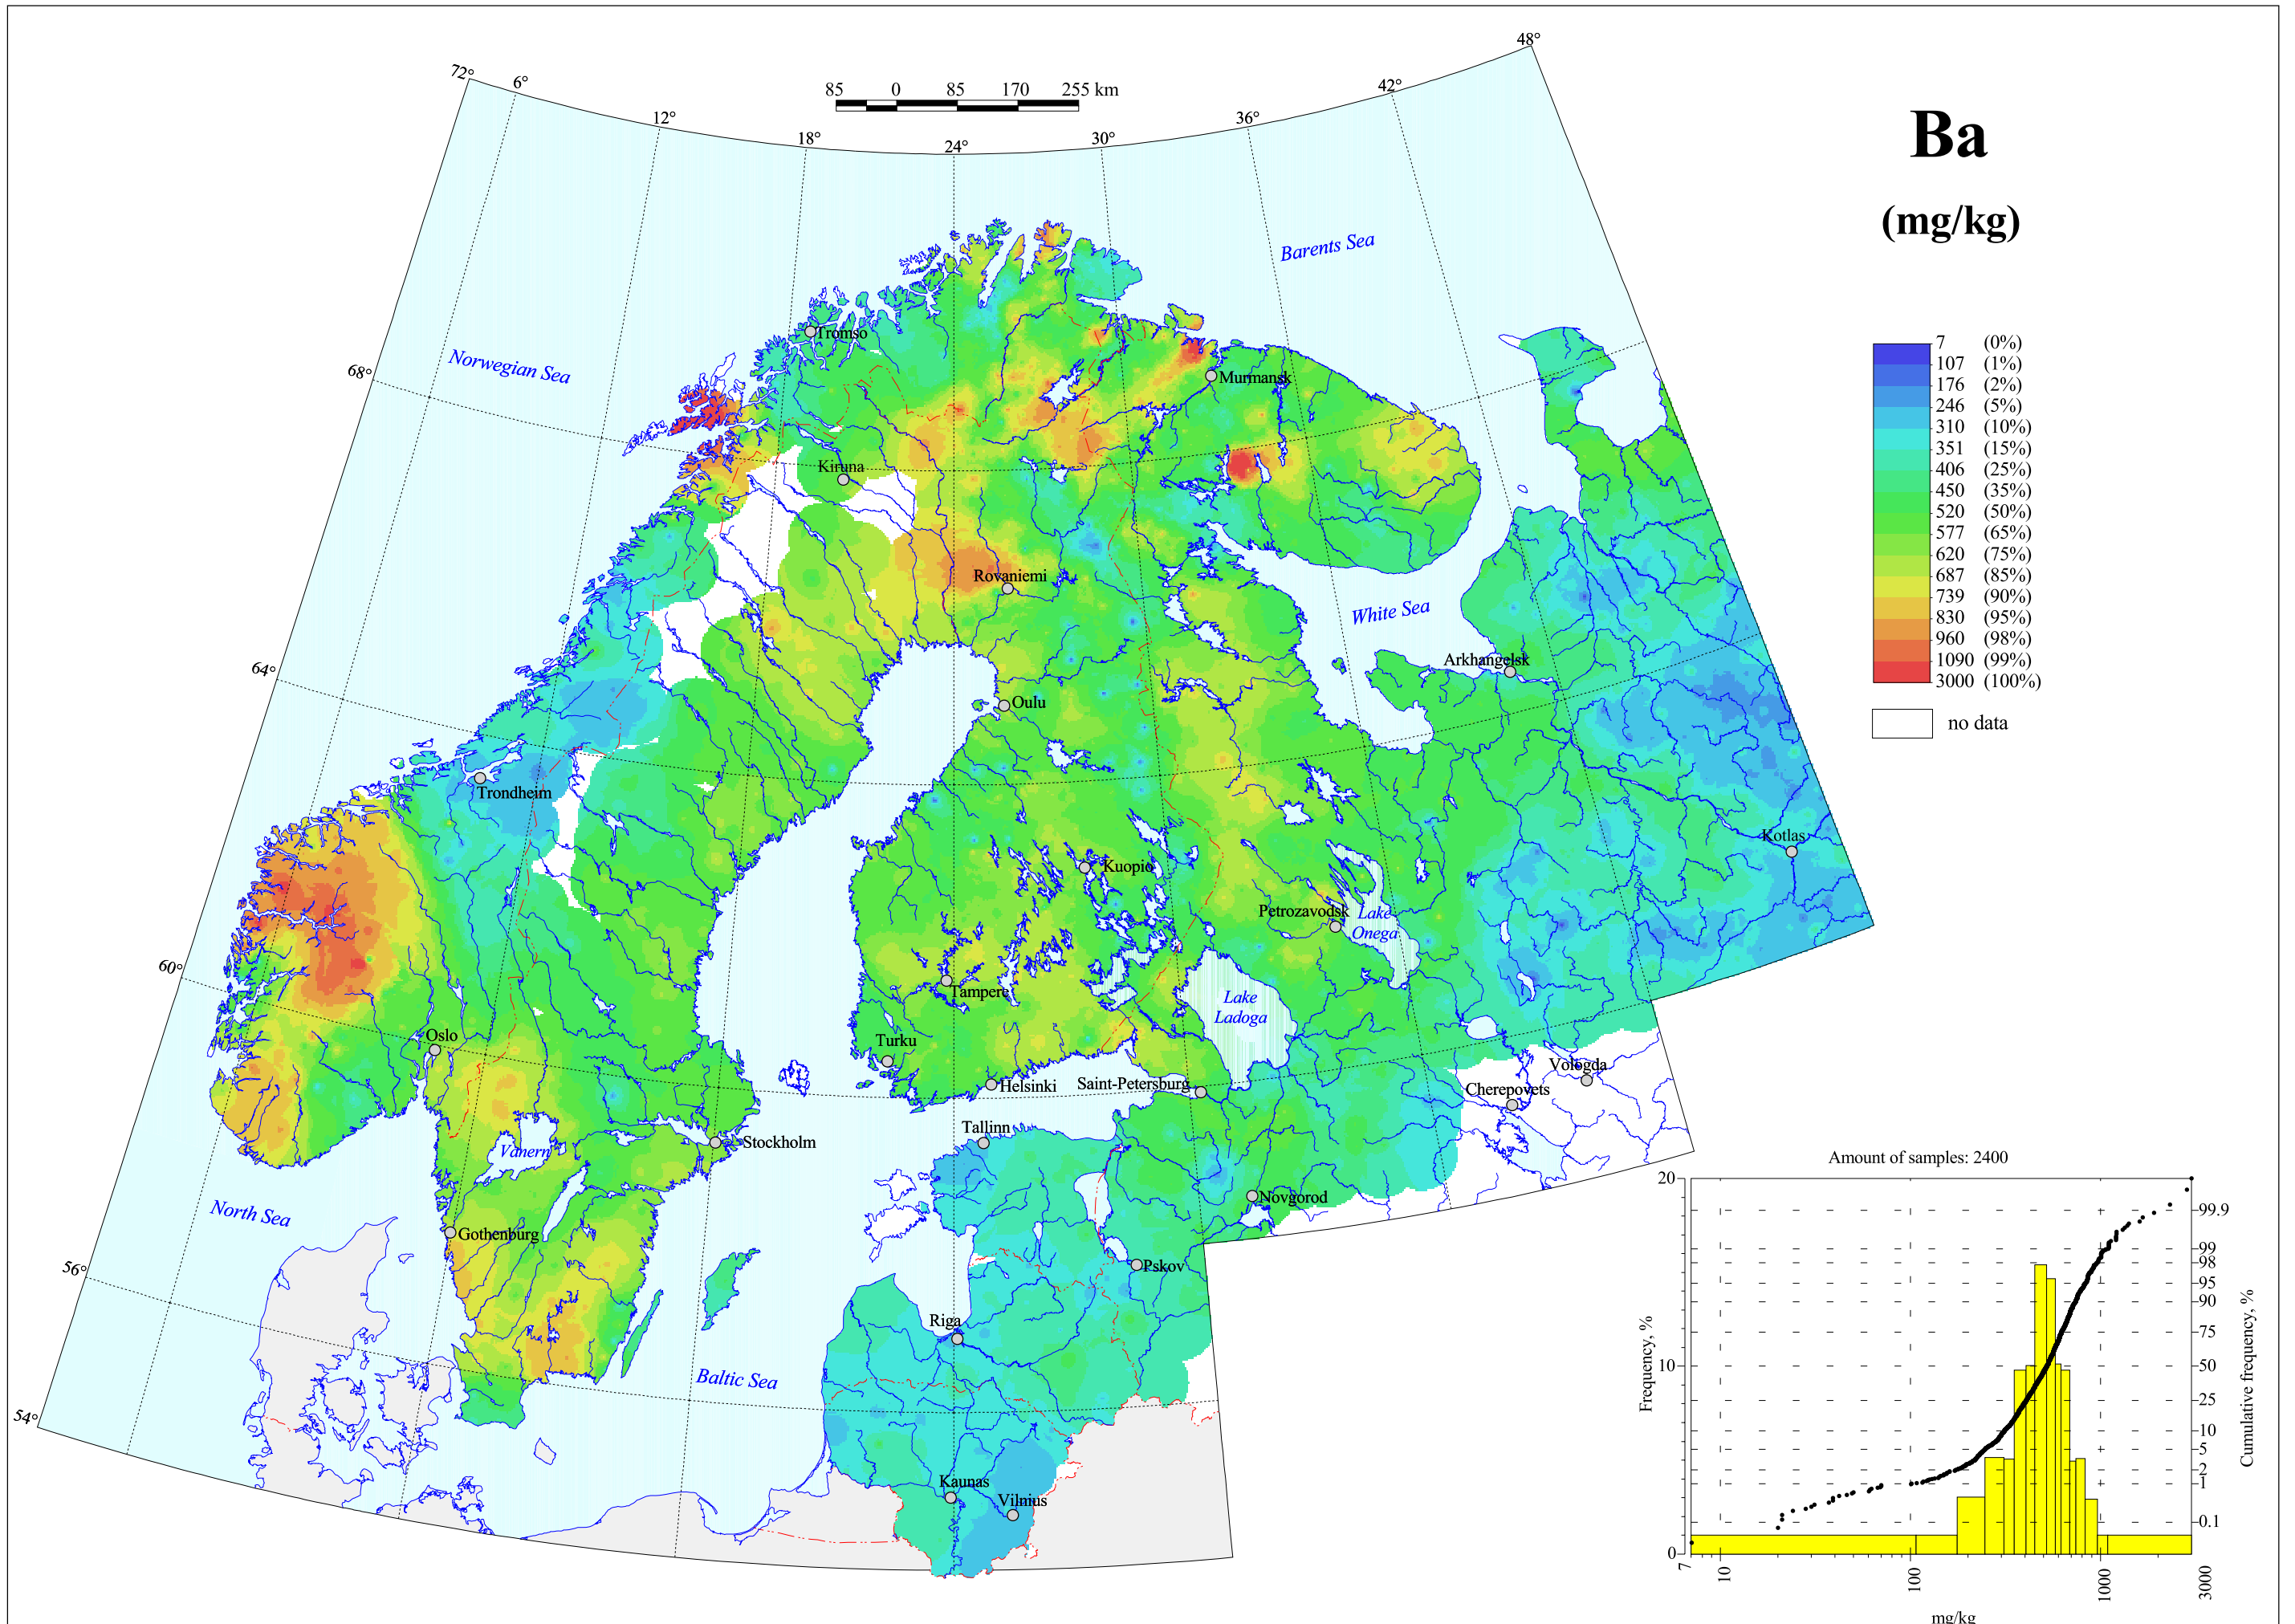 Ba
(mg/kg)
85 0 85 170 255 km
72° 6° 12° 18° 24° 30° 36° 42° 48°
68°
64°
60°
56°
54°
Barents Sea
Norwegian Sea
Tromso
Murmansk
Kiruna
Rovaniemi
White Sea
Arkhangelsk
Oulu
Trondheim
Kotlas
Kuopio
Petrozavodsk
Lake
Onega
Tampere
Lake
Ladoga
Oslo
Turku
Helsinki
Saint-Petersburg
Vologda
Cherepovets
Tallinn
Stockholm
Vanern
Novgorod
North Sea
Gothenburg
Pskov
Riga
Baltic Sea
Kaunas
Vilnius
7 (0%)
107 (1%)
176 (2%)
246 (5%)
310 (10%)
351 (15%)
406 (25%)
450 (35%)
520 (50%)
577 (65%)
620 (75%)
687 (85%)
739 (90%)
830 (95%)
960 (98%)
1090 (99%)
3000 (100%)
no data
Amount of samples: 2400
20
10
0
Frequency, %
99.9
99
98
95
90
75
50
25
10
5
2
1
0.1
Cumulative frequency, %
7 10 100 1000 3000
mg/kg